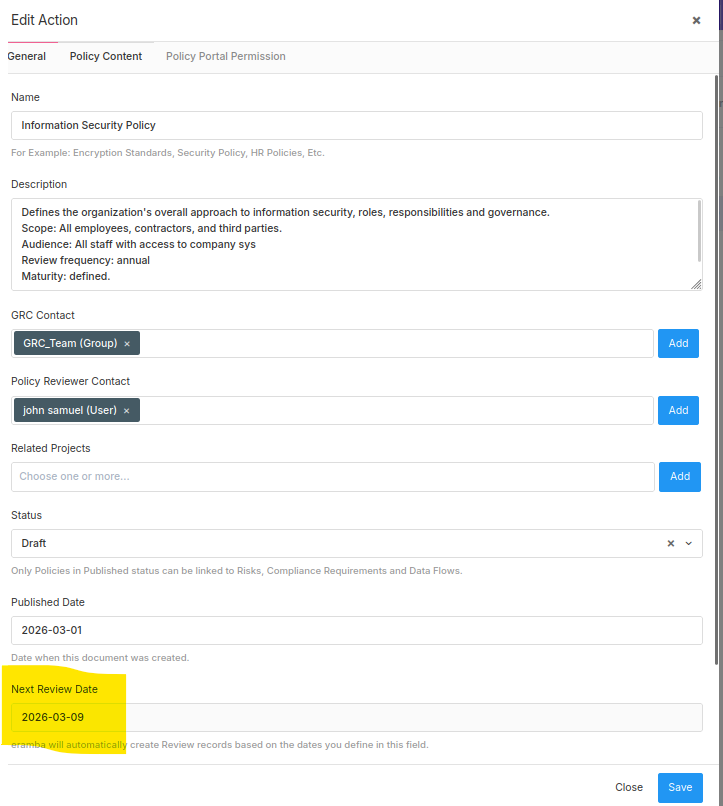 Edit Action
×
General Policy Content Policy Portal Permission
Name
Information Security Policy
For Example: Encryption Standards, Security Policy, HR Policies, Etc.
Description
Defines the organization's overall approach to information security, roles, responsibilities and governance.
Scope: All employees, contractors, and third parties.
Audience: All staff with access to company sys
Review frequency: annual
Maturity: defined.
GRC Contact
GRC_Team (Group) × Add
Policy Reviewer Contact
john samuel (User) × Add
Related Projects
Choose one or more... Add
Status
Draft ×
Only Policies in Published status can be linked to Risks, Compliance Requirements and Data Flows.
Published Date
2026-03-01
Date when this document was created.
Next Review Date
2026-03-09
eramba will automatically create Review records based on the dates you define in this field.
Close Save